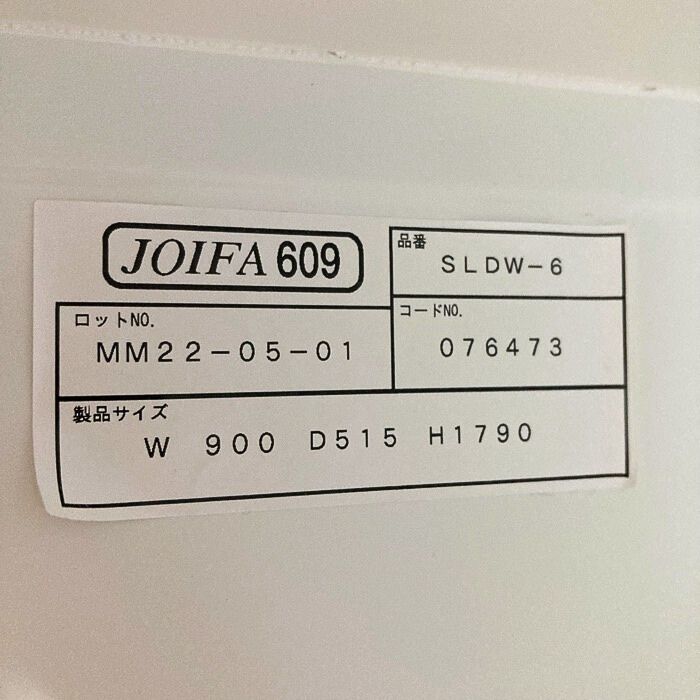 JOIFA 609
品番
SLDW-6
ロットNO.
MM22-05-01
コードNO.
076473
製品サイズ
W 900 D515 H1790